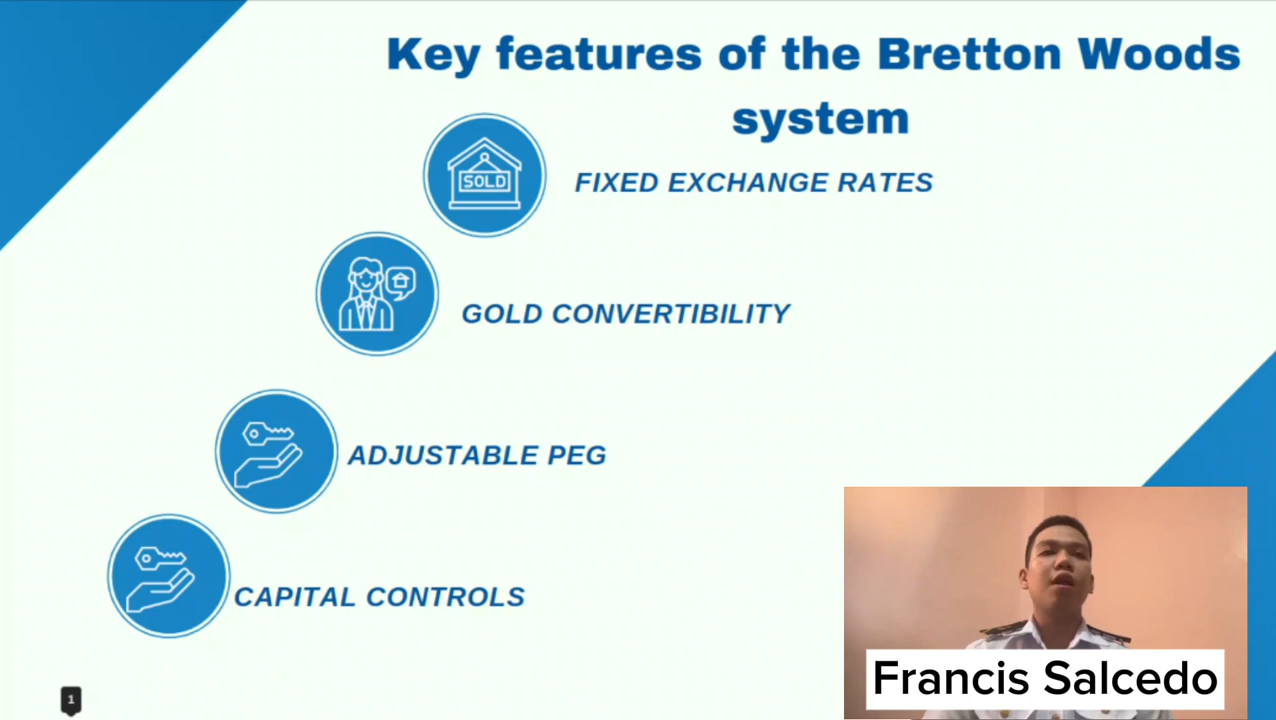 Key features of the Bretton Woods
system
SOLD
FIXED EXCHANGE RATES
GOLD CONVERTIBILITY
ADJUSTABLE PEG
CAPITAL CONTROLS
Francis Salcedo
1